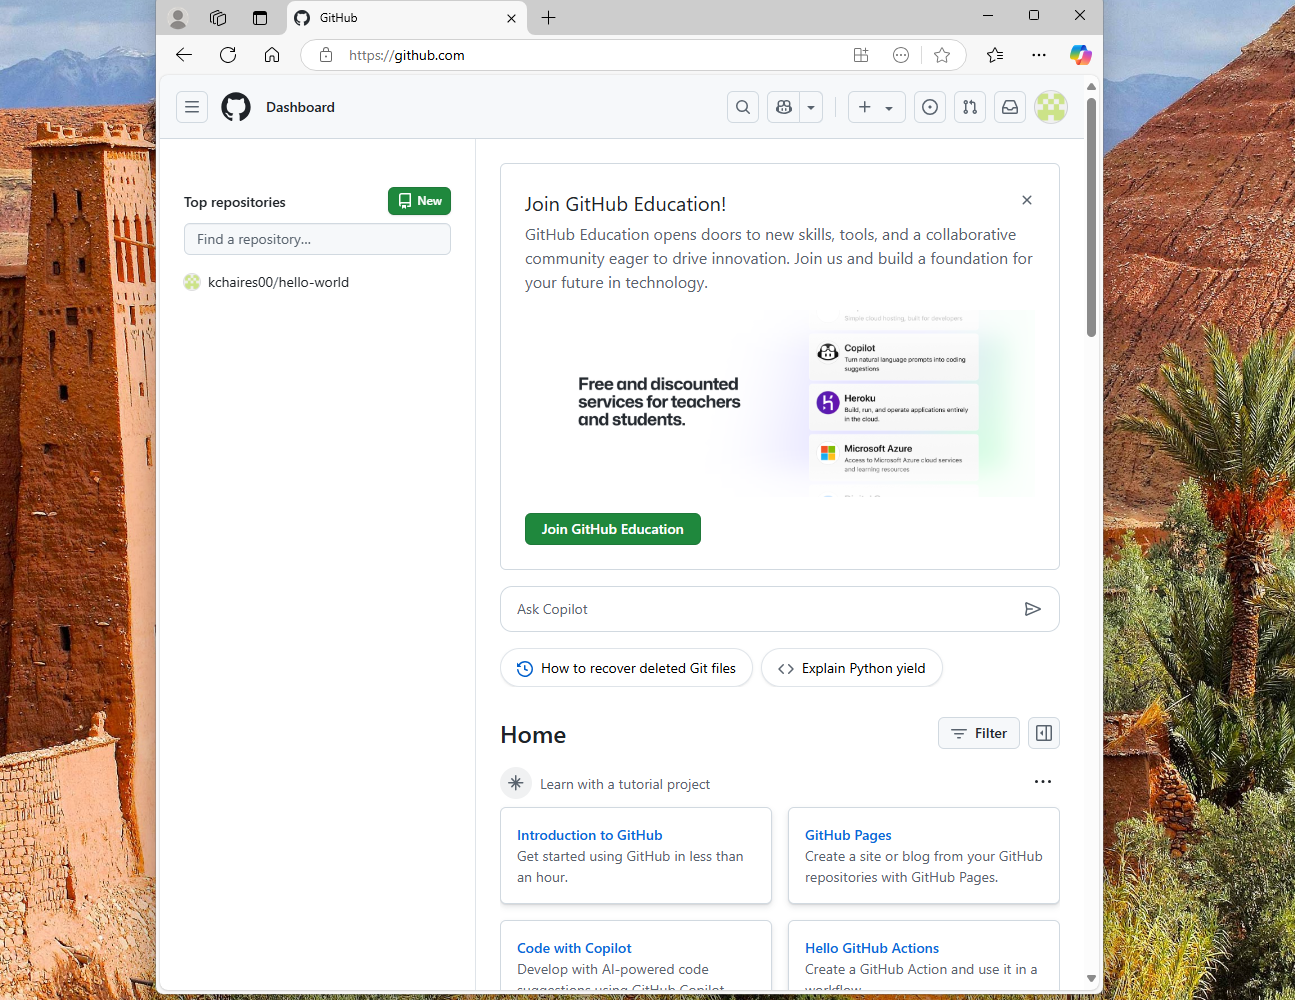 GitHub
https://github.com
Dashboard
Top repositories
New
Find a repository...
kchaires00/hello-world
Join GitHub Education!
GitHub Education opens doors to new skills, tools, and a collaborative
community eager to drive innovation. Join us and build a foundation for
your future in technology.
Free and discounted
services for teachers
and students.
Simple cloud hosting, built for developers
Copilot
Turn natural language prompts into coding
suggestions
Heroku
Build, run, and operate applications entirely
in the cloud.
Microsoft Azure
Access to Microsoft Azure cloud services
and learning resources
Join GitHub Education
Ask Copilot
How to recover deleted Git files
Explain Python yield
Home
Filter
Learn with a tutorial project
Introduction to GitHub
Get started using GitHub in less than
an hour.
GitHub Pages
Create a site or blog from your GitHub
repositories with GitHub Pages.
Code with Copilot
Develop with AI-powered code
suggestions using GitHub Copilot
Hello GitHub Actions
Create a GitHub Action and use it in a
workflow